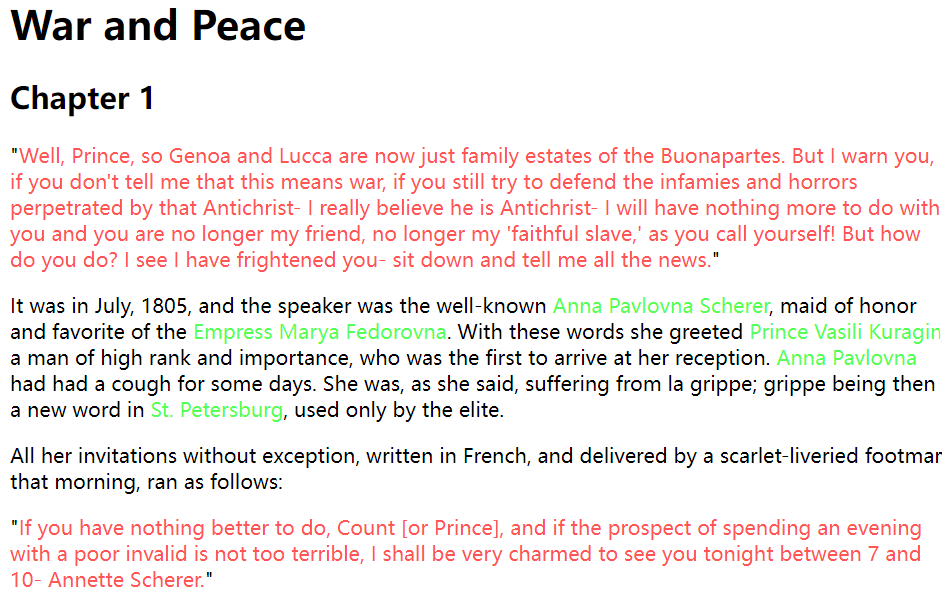 War and Peace
Chapter 1
"Well, Prince, so Genoa and Lucca are now just family estates of the Buonapartes. But I warn you,
if you don't tell me that this means war, if you still try to defend the infamies and horrors
perpetrated by that Antichrist- I really believe he is Antichrist- I will have nothing more to do with
you and you are no longer my friend, no longer my 'faithful slave,' as you call yourself! But how
do you do? I see I have frightened you- sit down and tell me all the news."
It was in July, 1805, and the speaker was the well-known Anna Pavlovna Scherer, maid of honor
and favorite of the Empress Marya Fedorovna. With these words she greeted Prince Vasili Kuragin
a man of high rank and importance, who was the first to arrive at her reception. Anna Pavlovna
had had a cough for some days. She was, as she said, suffering from la grippe; grippe being then
a new word in St. Petersburg, used only by the elite.
All her invitations without exception, written in French, and delivered by a scarlet-liveried footman
that morning, ran as follows:
"If you have nothing better to do, Count [or Prince], and if the prospect of spending an evening
with a poor invalid is not too terrible, I shall be very charmed to see you tonight between 7 and
10- Annette Scherer."